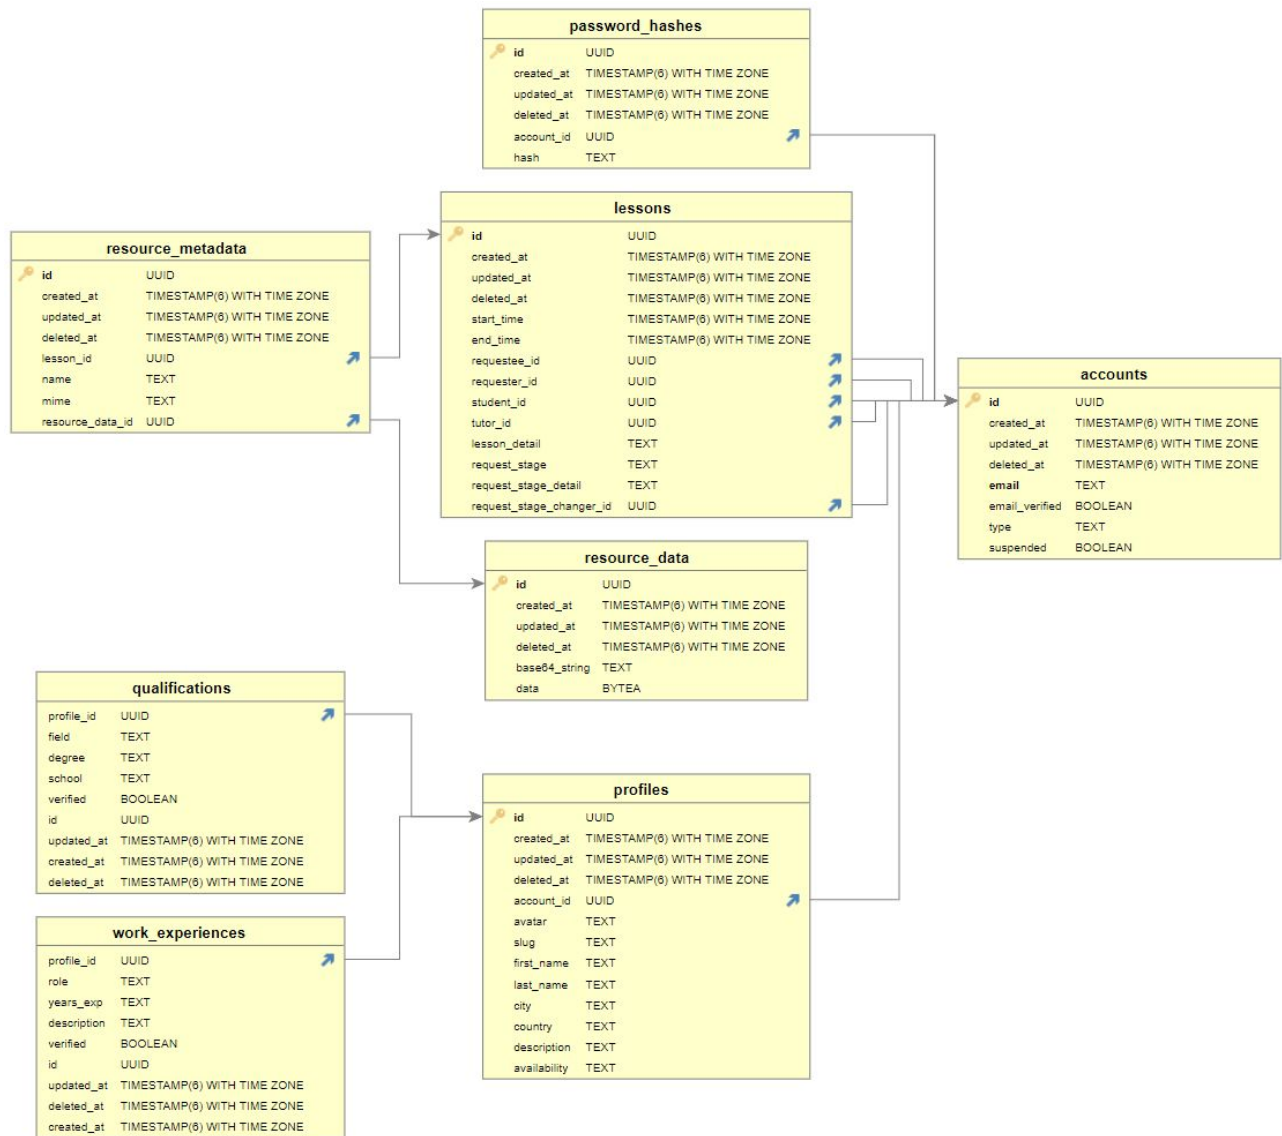 password_hashes
id UUID
created_at TIMESTAMP(6) WITH TIME ZONE
updated_at TIMESTAMP(6) WITH TIME ZONE
deleted_at TIMESTAMP(6) WITH TIME ZONE
account_id UUID
hash TEXT
lessons
id UUID
created_at TIMESTAMP(6) WITH TIME ZONE
updated_at TIMESTAMP(6) WITH TIME ZONE
deleted_at TIMESTAMP(6) WITH TIME ZONE
start_time TIMESTAMP(6) WITH TIME ZONE
end_time TIMESTAMP(6) WITH TIME ZONE
requestee_id UUID
requester_id UUID
student_id UUID
tutor_id UUID
lesson_detail TEXT
request_stage TEXT
request_stage_detail TEXT
request_stage_changer_id UUID
resource_metadata
id UUID
created_at TIMESTAMP(6) WITH TIME ZONE
updated_at TIMESTAMP(6) WITH TIME ZONE
deleted_at TIMESTAMP(6) WITH TIME ZONE
lesson_id UUID
name TEXT
mime TEXT
resource_data_id UUID
accounts
id UUID
created_at TIMESTAMP(6) WITH TIME ZONE
updated_at TIMESTAMP(6) WITH TIME ZONE
deleted_at TIMESTAMP(6) WITH TIME ZONE
email TEXT
email_verified BOOLEAN
type TEXT
suspended BOOLEAN
resource_data
id UUID
created_at TIMESTAMP(6) WITH TIME ZONE
updated_at TIMESTAMP(6) WITH TIME ZONE
deleted_at TIMESTAMP(6) WITH TIME ZONE
base64_string TEXT
data BYTEA
qualifications
profile_id UUID
field TEXT
degree TEXT
school TEXT
verified BOOLEAN
id UUID
updated_at TIMESTAMP(6) WITH TIME ZONE
created_at TIMESTAMP(6) WITH TIME ZONE
deleted_at TIMESTAMP(6) WITH TIME ZONE
profiles
id UUID
created_at TIMESTAMP(6) WITH TIME ZONE
updated_at TIMESTAMP(6) WITH TIME ZONE
deleted_at TIMESTAMP(6) WITH TIME ZONE
account_id UUID
avatar TEXT
slug TEXT
first_name TEXT
last_name TEXT
city TEXT
country TEXT
description TEXT
availability TEXT
work_experiences
profile_id UUID
role TEXT
years_exp TEXT
description TEXT
verified BOOLEAN
id UUID
updated_at TIMESTAMP(6) WITH TIME ZONE
deleted_at TIMESTAMP(6) WITH TIME ZONE
created_at TIMESTAMP(6) WITH TIME ZONE